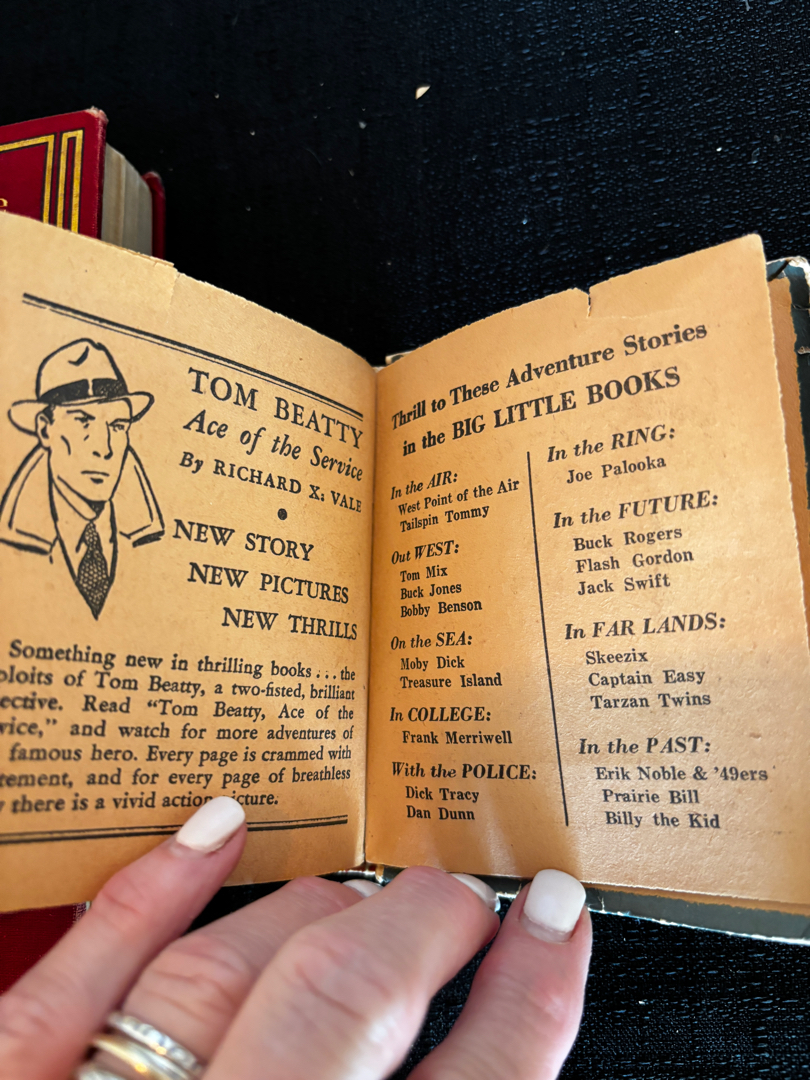 TOM BEATTY
Ace of the Service
By RICHARD X. VALE
NEW STORY
NEW PICTURES
NEW THRILLS
Something new in thrilling books . . . the
ploits of Tom Beatty, a two-fisted, brilliant
ective. Read "Tom Beatty, Ace of the
vice," and watch for more adventures of
famous hero. Every page is crammed with
tement, and for every page of breathless
there is a vivid action picture.
Thrill to These Adventure Stories
in the BIG LITTLE BOOKS
In the AIR:
West Point of the Air
Tailspin Tommy
Out WEST:
Tom Mix
Buck Jones
Bobby Benson
On the SEA:
Moby Dick
Treasure Island
In COLLEGE:
Frank Merriwell
With the POLICE:
Dick Tracy
Dan Dunn
In the RING:
Joe Palooka
In the FUTURE:
Buck Rogers
Flash Gordon
Jack Swift
In FAR LANDS:
Skeezix
Captain Easy
Tarzan Twins
In the PAST:
Erik Noble & '49ers
Prairie Bill
Billy the Kid